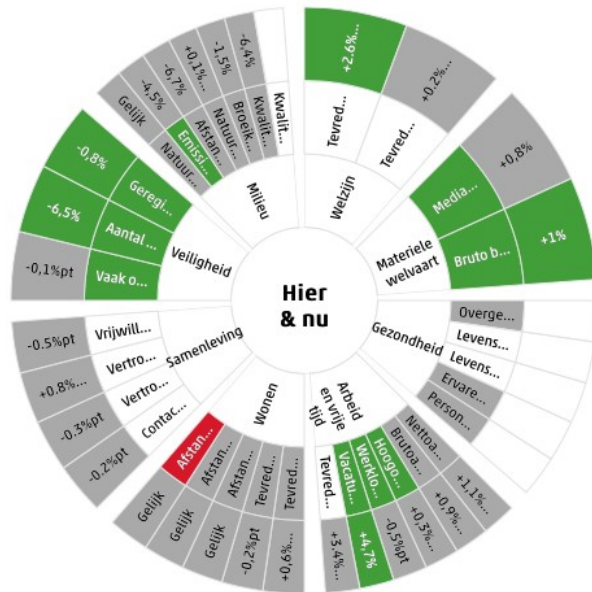 Hier
& nu
Welzijn
Tevred...
+2.6%...
Tevred...
+0.2%...
Materiele
welvaart
Media...
+0,8%
Bruto b...
+1%
Gezondheid
Overge...
Levens...
Levens...
Ervare...
Person...
Arbeid
en vrije
tijd
Nettoa...
+1,1%...
Brutoa...
+0,9%...
Hoogo...
+0,3%...
Werklo...
-0,5%pt
Vacatu...
+4,7%
Tevred...
+3,4%...
Wonen
Tevred...
+0,6%...
Tevred...
-0,2%pt
Afstan...
Gelijk
Afstan...
Gelijk
Afstan...
Gelijk
Samenleving
Contac...
-0.2%pt
Vertro...
-0.3%pt
Vertro...
+0.8%...
Vrijwill...
-0.5%pt
Veiligheid
Vaak o...
-0,1%pt
Aantal ...
-6,5%
Geregi...
-0,8%
Milieu
Natuur...
Gelijk
Emissi...
-4,5%
Afstan...
-6,7%
Natuur...
+0,1%...
Broeik...
-1,5%
Kwalit...
-6,4%
Kwalit...